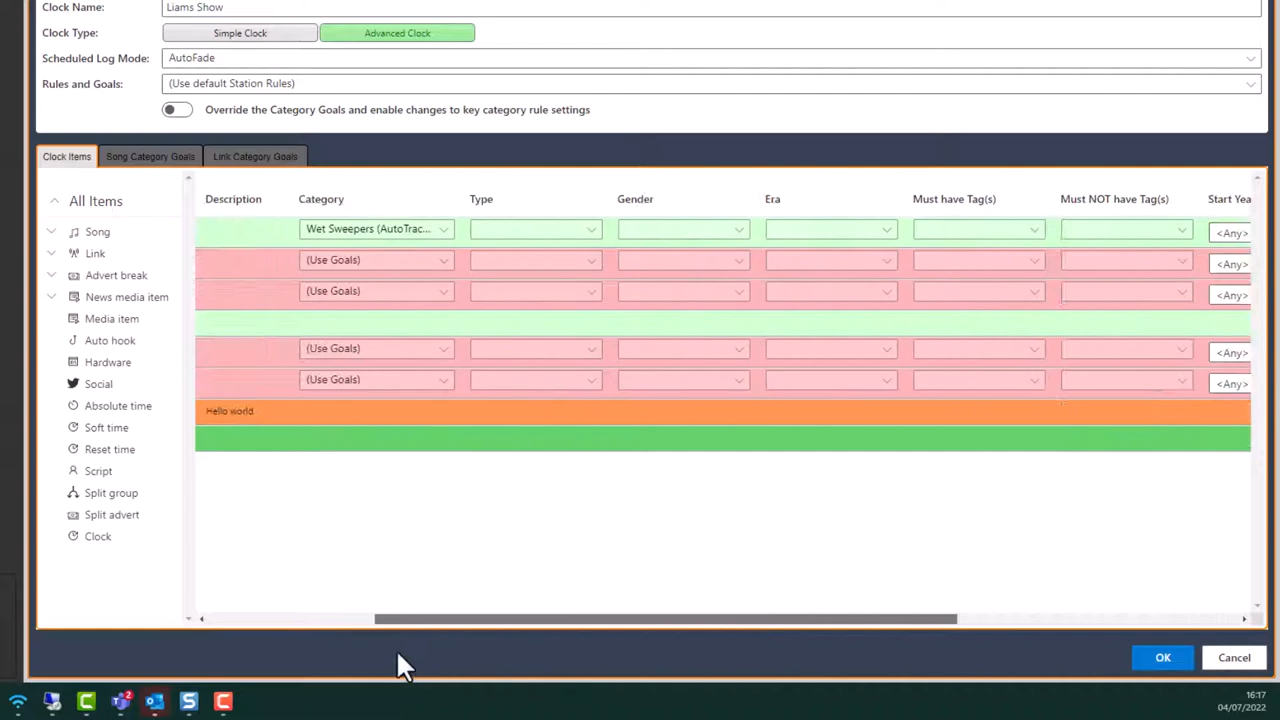 Clock Name: Liams Show
Clock Type: Simple Clock Advanced Clock
Scheduled Log Mode: AutoFade
Rules and Goals: (Use default Station Rules)
Override the Category Goals and enable changes to key category rule settings
Clock Items Song Category Goals Link Category Goals
All Items
Song
Link
Advert break
News media item
Media item
Auto hook
Hardware
Social
Absolute time
Soft time
Reset time
Script
Split group
Split advert
Clock
Description Category Type Gender Era Must have Tag(s) Must NOT have Tag(s) Start Yea
Wet Sweepers (AutoTrac... <Any>
(Use Goals) <Any>
(Use Goals) <Any>
(Use Goals) <Any>
(Use Goals) <Any>
Hello world
OK Cancel
2
16:17
04/07/2022